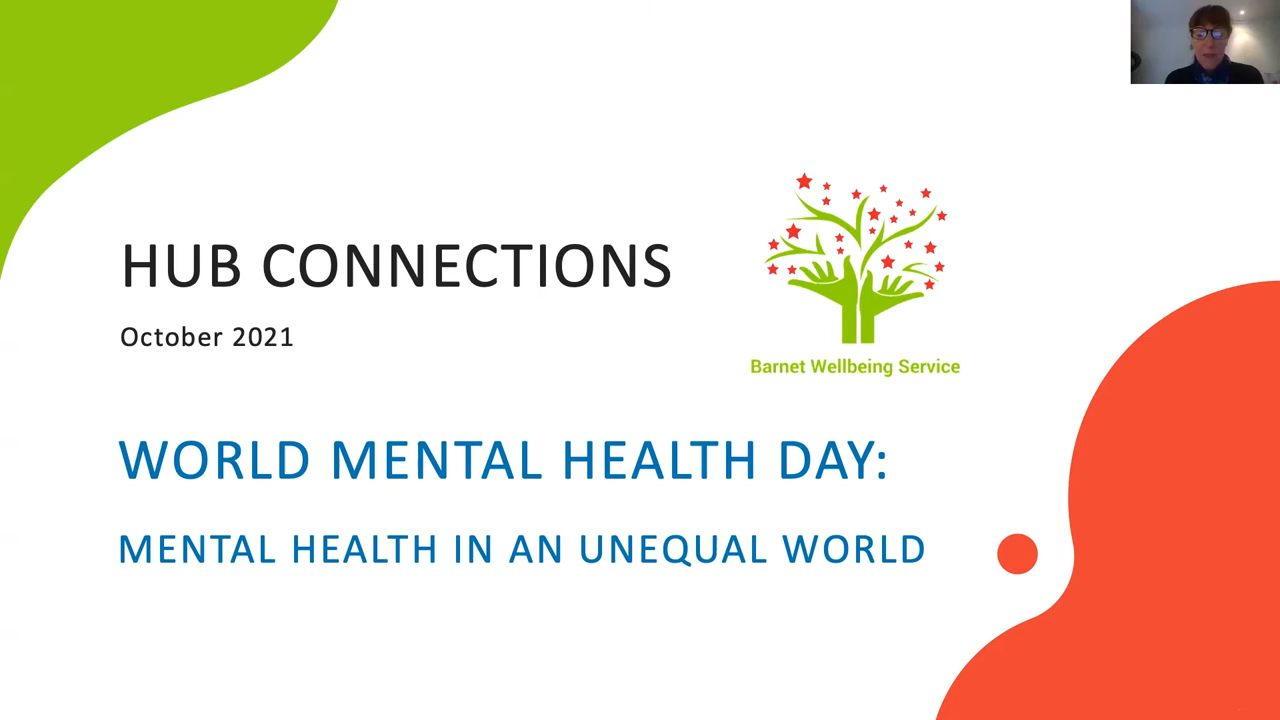 HUB CONNECTIONS
October 2021
Barnet Wellbeing Service
WORLD MENTAL HEALTH DAY:
MENTAL HEALTH IN AN UNEQUAL WORLD